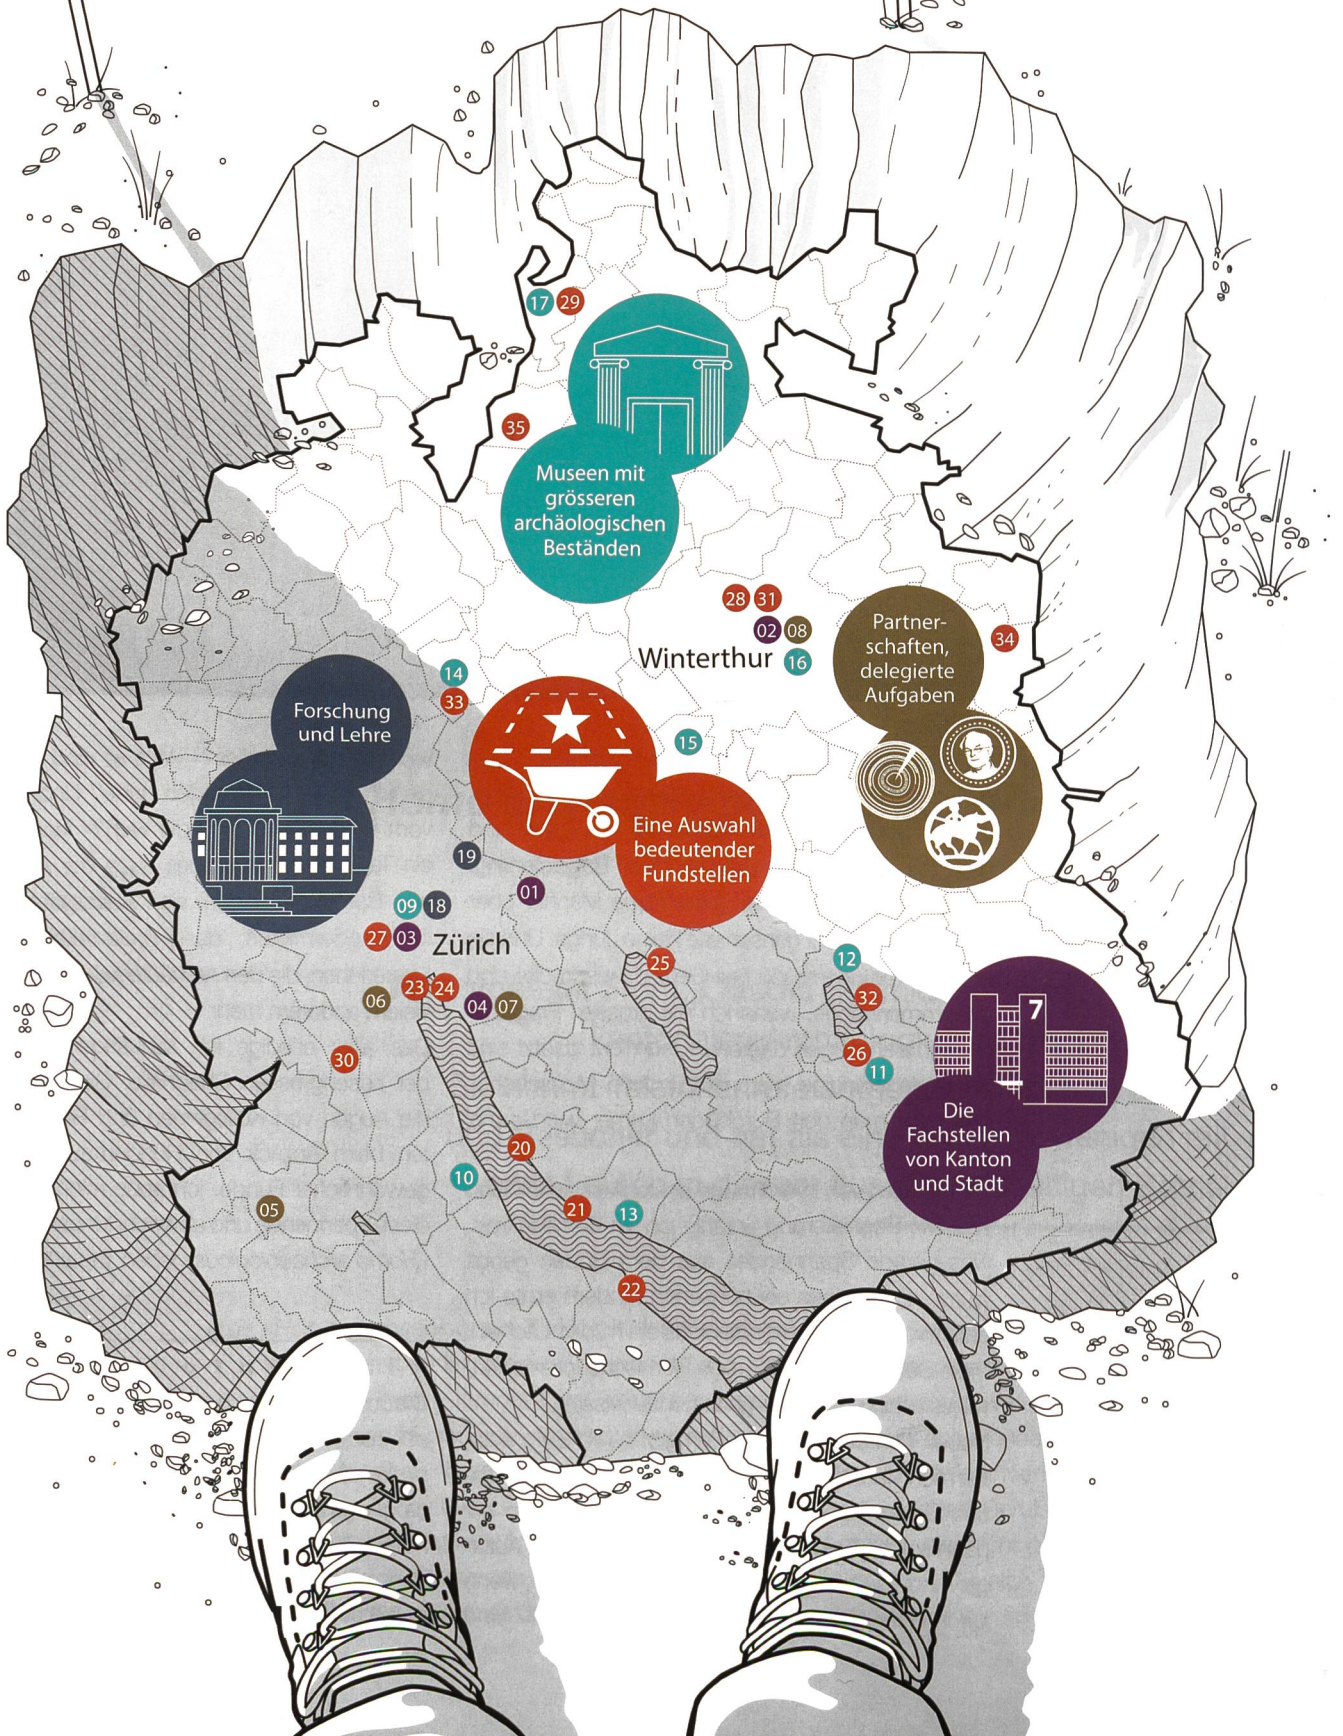 17 29
35
Museen mit
grösseren
archäologischen
Beständen
28 31
02 08
Winterthur 16
Partner-
schaften,
delegierte
Aufgaben
34
14
33
Forschung
und Lehre
15
Eine Auswahl
bedeutender
Fundstellen
19
01
09 18
27 03
Zürich
25
12
06
23 24
04 07
32
7
30
26
11
Die
Fachstellen
von Kanton
und Stadt
20
10
05
21
13
22